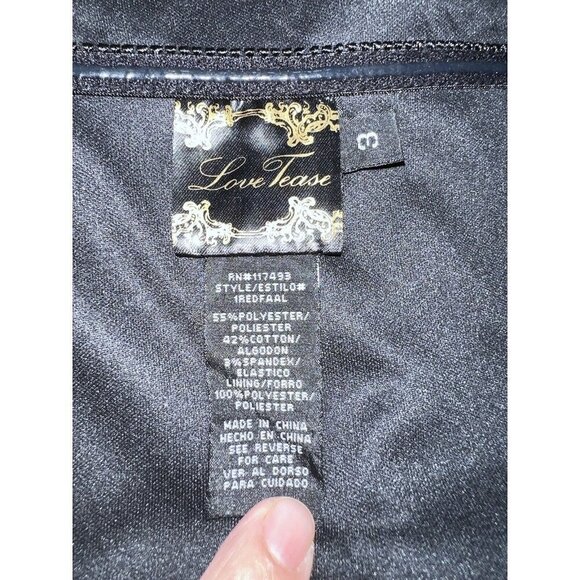 Love Tease
3
RN#117493
STYLE/ESTILO#
1REDFAAL
55%POLYESTER/
POLIESTER
42%COTTON/
ALGODON
3%SPANDEX/
ELASTICO
LINING/FORRO
100%POLYESTER/
POLIESTER
MADE IN CHINA
HECHO EN CHINA
SEE REVERSE
FOR CARE
VER AL DORSO
PARA CUIDADO